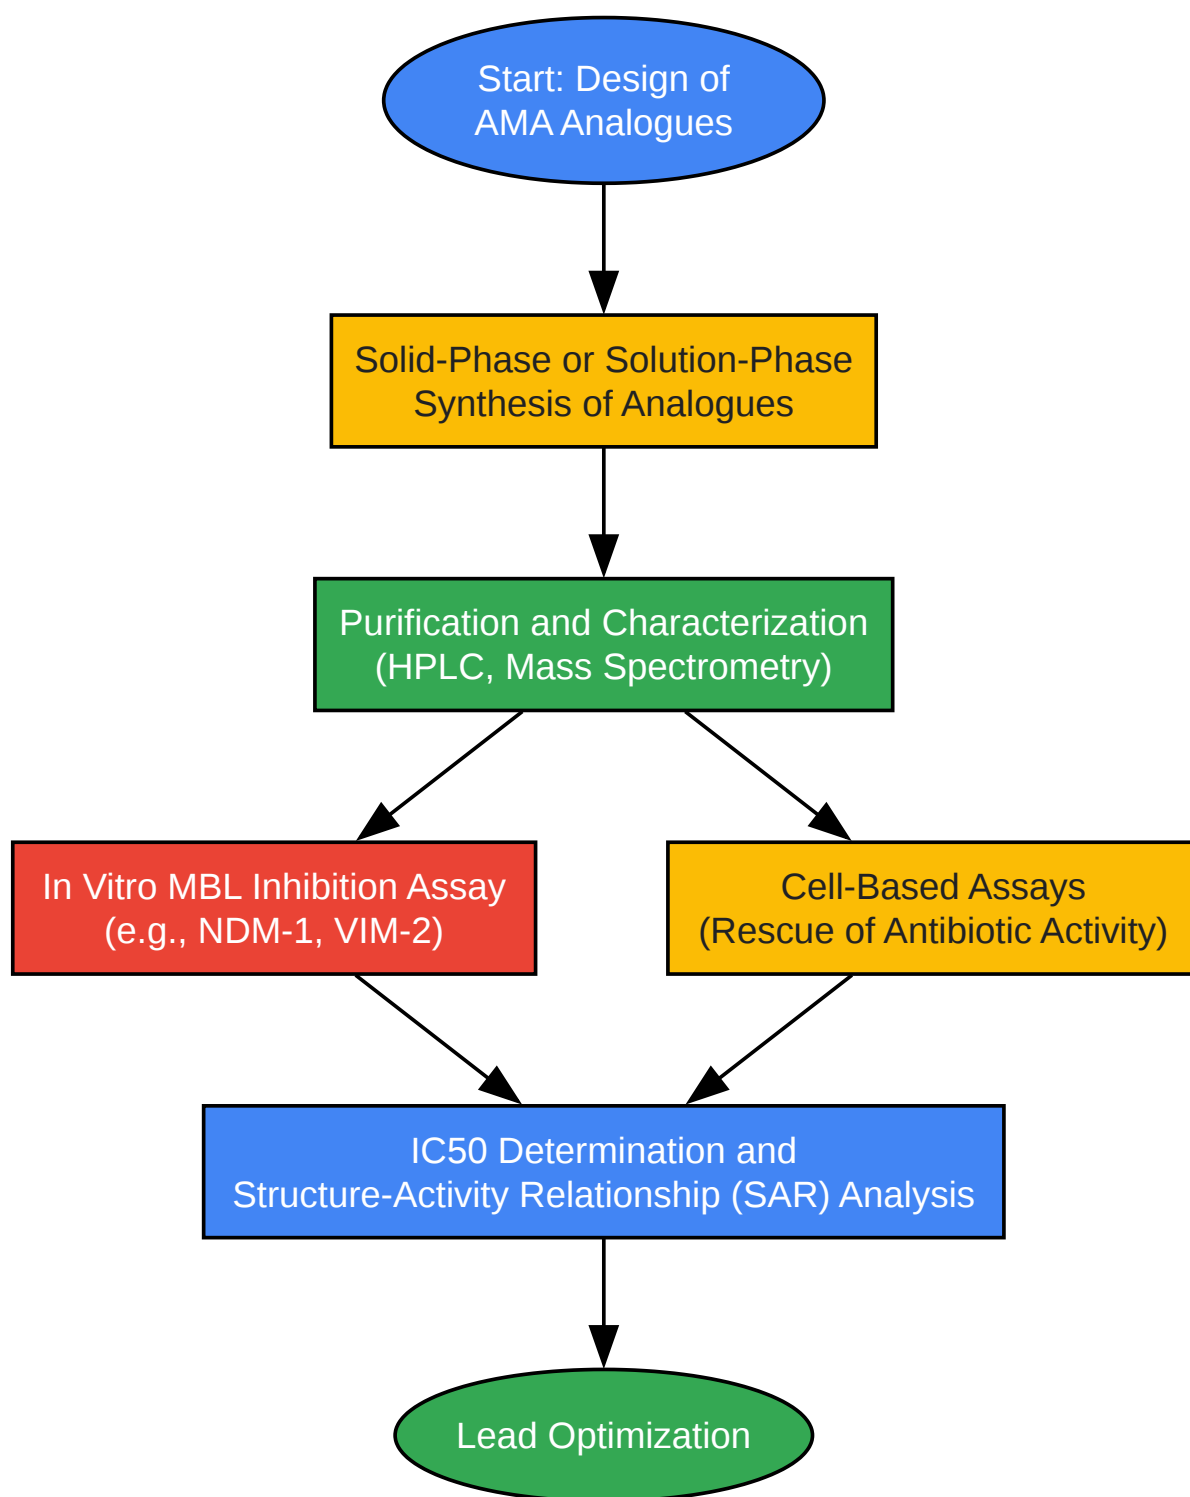 Start: Design of
AMA Analogues
Solid-Phase or Solution-Phase
Synthesis of Analogues
Purification and Characterization
(HPLC, Mass Spectrometry)
In Vitro MBL Inhibition Assay
(e.g., NDM-1, VIM-2)
Cell-Based Assays
(Rescue of Antibiotic Activity)
IC50 Determination and
Structure-Activity Relationship (SAR) Analysis
Lead Optimization